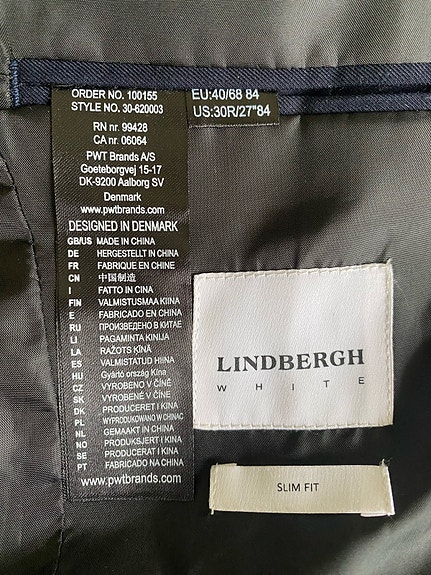 ORDER NO. 100155
STYLE NO. 30-620003
RN nr. 99428
CA nr. 06064
PWT Brands A/S
Goeteborgvej 15-17
DK-9200 Aalborg SV
Denmark
www.pwtbrands.com
DESIGNED IN DENMARK
GB/US MADE IN CHINA
DE HERGESTELLT IN CHINA
FR FABRIQUE EN CHINE
CN 中国制造
I FATTO IN CINA
FIN VALMISTUSMAA KIINA
E FABRICADO EN CHINA
RU ПРОИЗВЕДЕНО В КИТАЕ
LI PAGAMINTA KINIJA
LA RAŽOTS ĶĪNĀ
ES VALMISTATUD HIINA
HU Gyártó ország Kína
CZ VYROBENO V ČÍNĚ
SK VYROBENÉ V ČÍNE
DK PRODUCERET I KINA
PL WYPRODUKOWANO W CHINAC
NL GEMAAKT IN CHINA
NO PRODUKSJERT I KINA
SE PRODUCERAT I KINA
PT FABRICADO NA CHINA
www.pwtbrands.com
EU:40/68 84
US:30R/27"84
LINDBERGH
WHITE
SLIM FIT